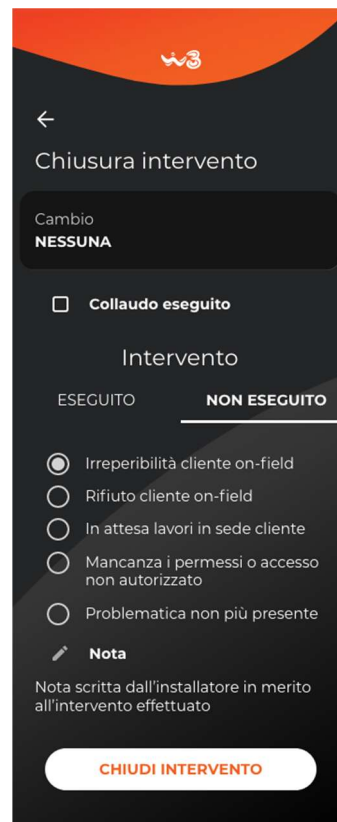 W3
Chiusura intervento
Cambio
NESSUNA
Collaudo eseguito
Intervento
ESEGUITO NON ESEGUITO
Irreperibilità cliente on-field
Rifiuto cliente on-field
In attesa lavori in sede cliente
Mancanza i permessi o accesso
non autorizzato
Problematica non più presente
Nota
Nota scritta dall’installatore in merito
all’intervento effettuato
CHIUDI INTERVENTO